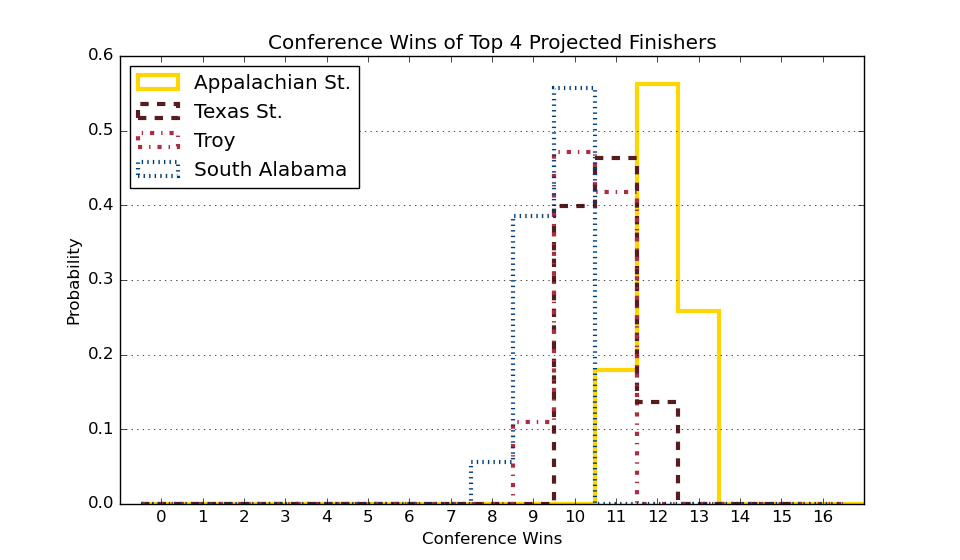 Conference Wins of Top 4 Projected Finishers
0.6
0.5
0.4
0.3
0.2
0.1
0.0
Probability
Appalachian St.
Texas St.
Troy
South Alabama
0 1 2 3 4 5 6 7 8 9 10 11 12 13 14 15 16
Conference Wins